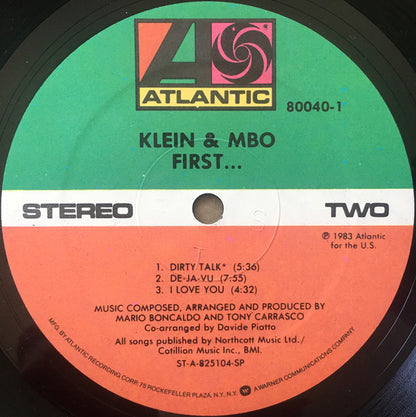 ATLANTIC
80040-1
KLEIN & MBO
FIRST...
STEREO
TWO
℗ 1983 Atlantic
for the U.S.
1. DIRTY TALK* (5:36)
2. DE-JA-VU (7:55)
3. I LOVE YOU (4:32)
MUSIC COMPOSED, ARRANGED AND PRODUCED BY
MARIO BONCALDO AND TONY CARRASCO
Co-arranged by Davide Piatto
All songs published by Northcott Music Ltd./
Catillion Music Inc., BMI.
ST-A-825104-SP
MFG. BY ATLANTIC RECORDING CORP., 75 ROCKEFELLER PLAZA, N.Y., N.Y. A WARNER COMMUNICATIONS COMPANY